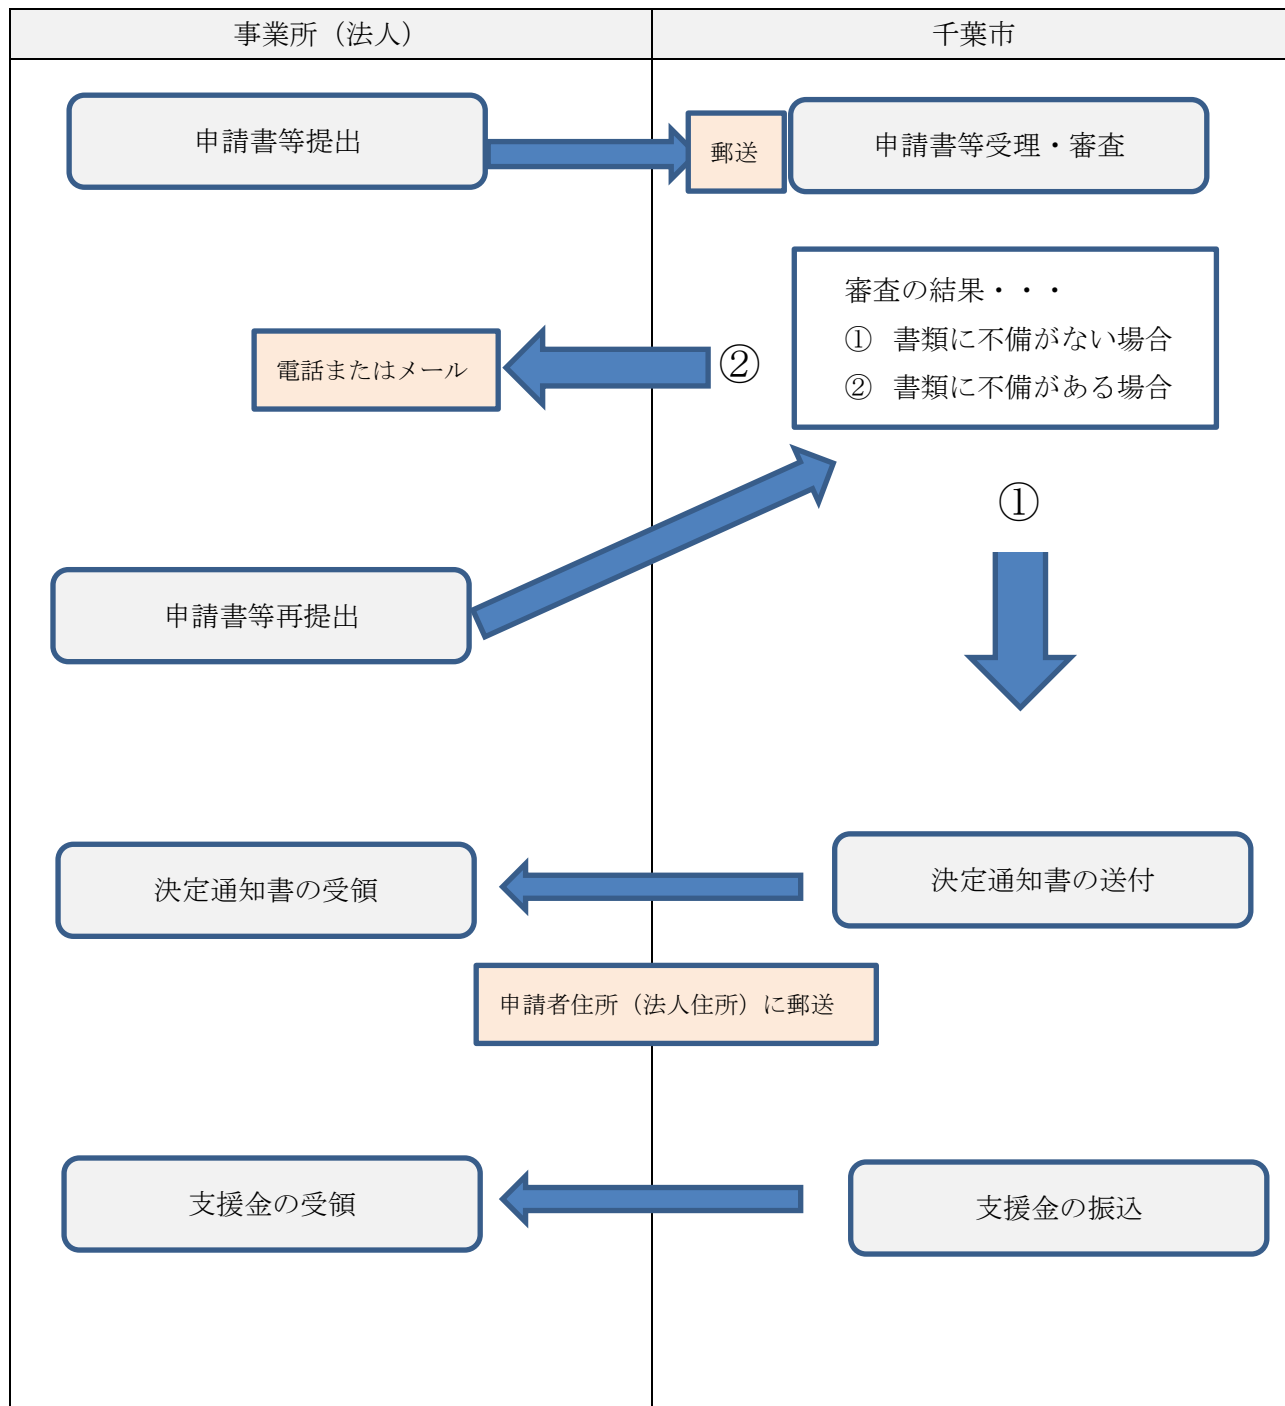 事業所（法人）
千葉市
申請書等提出
郵送
申請書等受理・審査
審査の結果・・・
① 書類に不備がない場合
② 書類に不備がある場合
電話またはメール
②
①
申請書等再提出
決定通知書の受領
決定通知書の送付
申請者住所（法人住所）に郵送
支援金の受領
支援金の振込